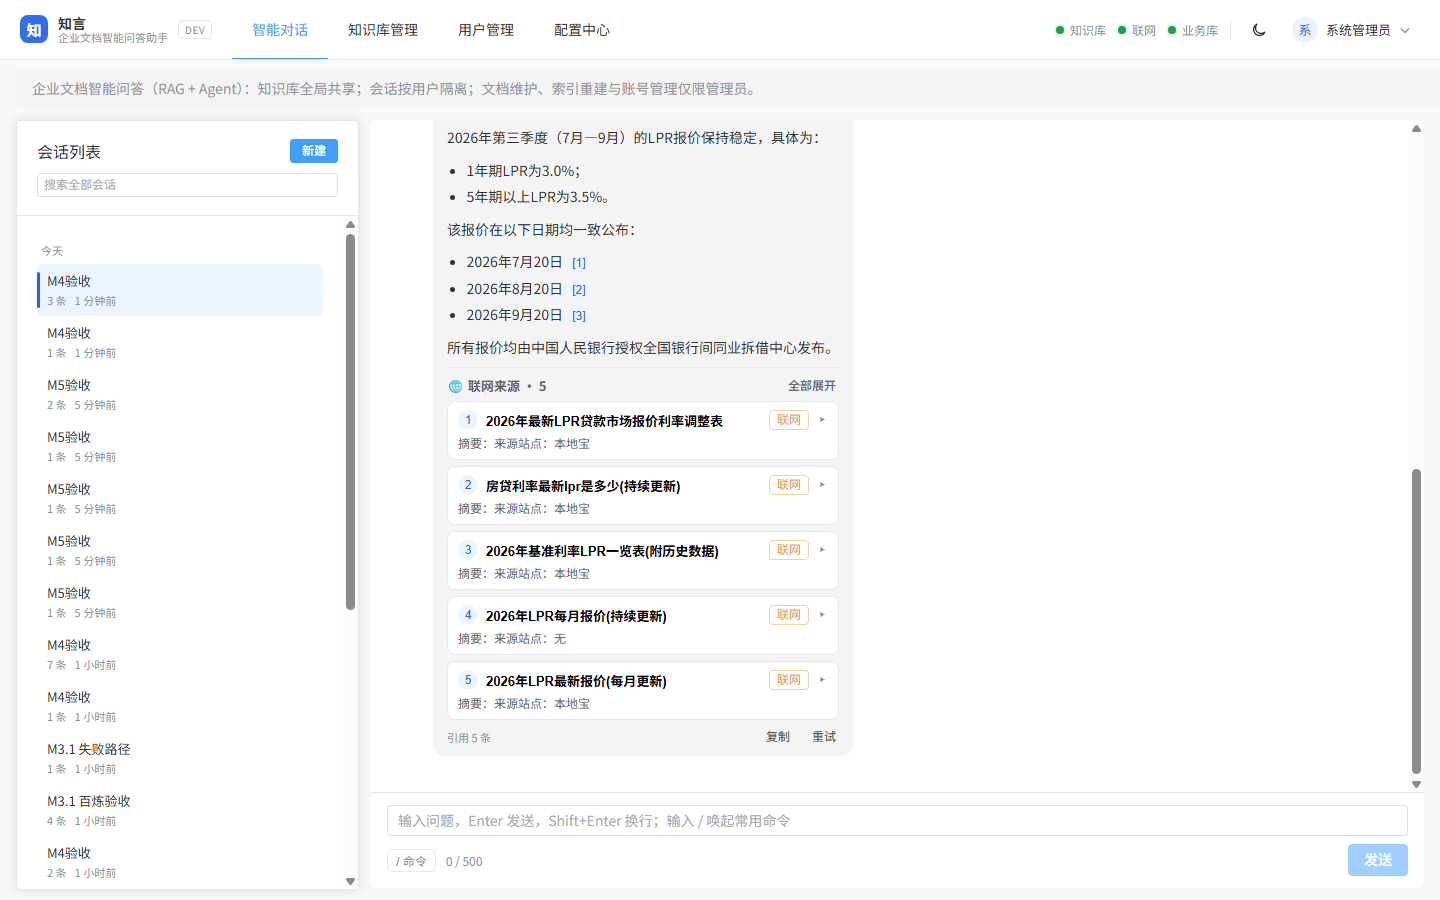 知
知言
企业文档智能问答助手
DEV
智能对话
知识库管理
用户管理
配置中心
知识库
联网
业务库
系
系统管理员
企业文档智能问答（RAG + Agent）：知识库全局共享；会话按用户隔离；文档维护、索引重建与账号管理仅限管理员。
会话列表
新建
搜索全部会话
今天
M4验收
3 条 1 分钟前
M4验收
1 条 1 分钟前
M5验收
2 条 5 分钟前
M5验收
1 条 5 分钟前
M5验收
1 条 5 分钟前
M5验收
1 条 5 分钟前
M5验收
1 条 5 分钟前
M4验收
7 条 1 小时前
M4验收
1 条 1 小时前
M3.1 失败路径
1 条 1 小时前
M3.1 百炼验收
4 条 1 小时前
M4验收
2 条 1 小时前
2026年第三季度（7月—9月）的LPR报价保持稳定，具体为：
• 1年期LPR为3.0%；
• 5年期以上LPR为3.5%。
该报价在以下日期均一致公布：
• 2026年7月20日 [1]
• 2026年8月20日 [2]
• 2026年9月20日 [3]
所有报价均由中国人民银行授权全国银行间同业拆借中心发布。
联网来源 • 5
全部展开
1 2026年最新LPR贷款市场报价利率调整表 联网
摘要：来源站点：本地宝
2 房贷利率最新lpr是多少(持续更新) 联网
摘要：来源站点：本地宝
3 2026年基准利率LPR一览表(附历史数据) 联网
摘要：来源站点：本地宝
4 2026年LPR每月报价(持续更新) 联网
摘要：来源站点：无
5 2026年LPR最新报价(每月更新) 联网
摘要：来源站点：本地宝
引用 5 条
复制
重试
输入问题，Enter 发送，Shift+Enter 换行；输入 / 唤起常用命令
/ 命令
0 / 500
发送